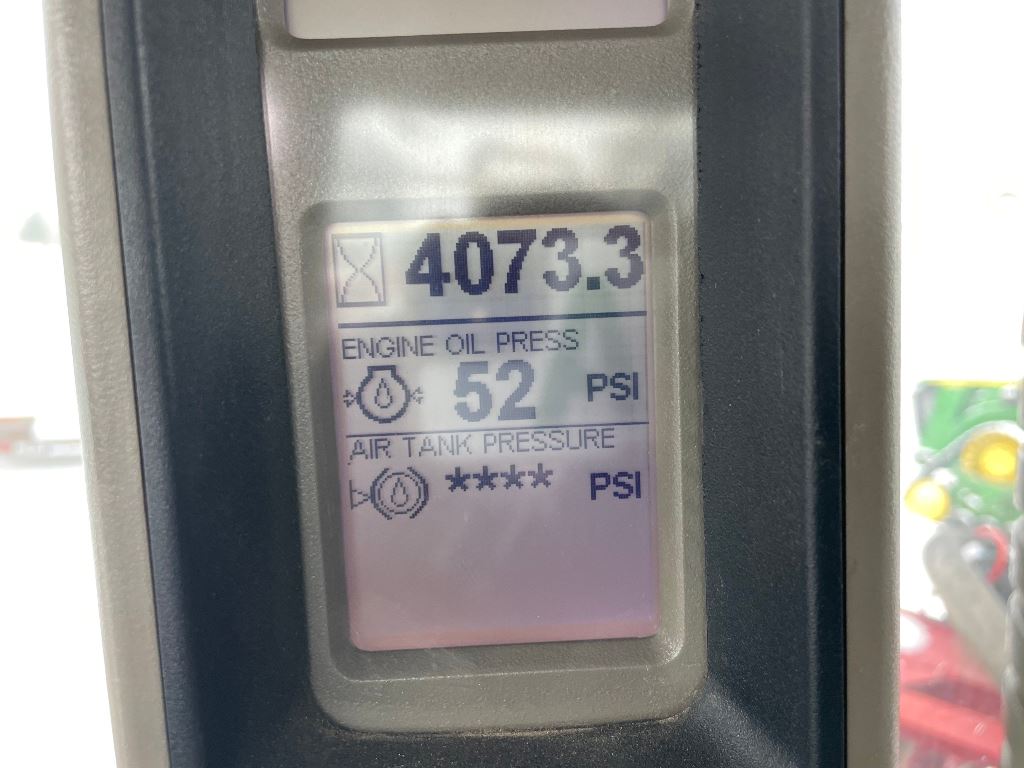 4073.3
ENGINE OIL PRESS
52 PSI
AIR TANK PRESSURE
**** PSI